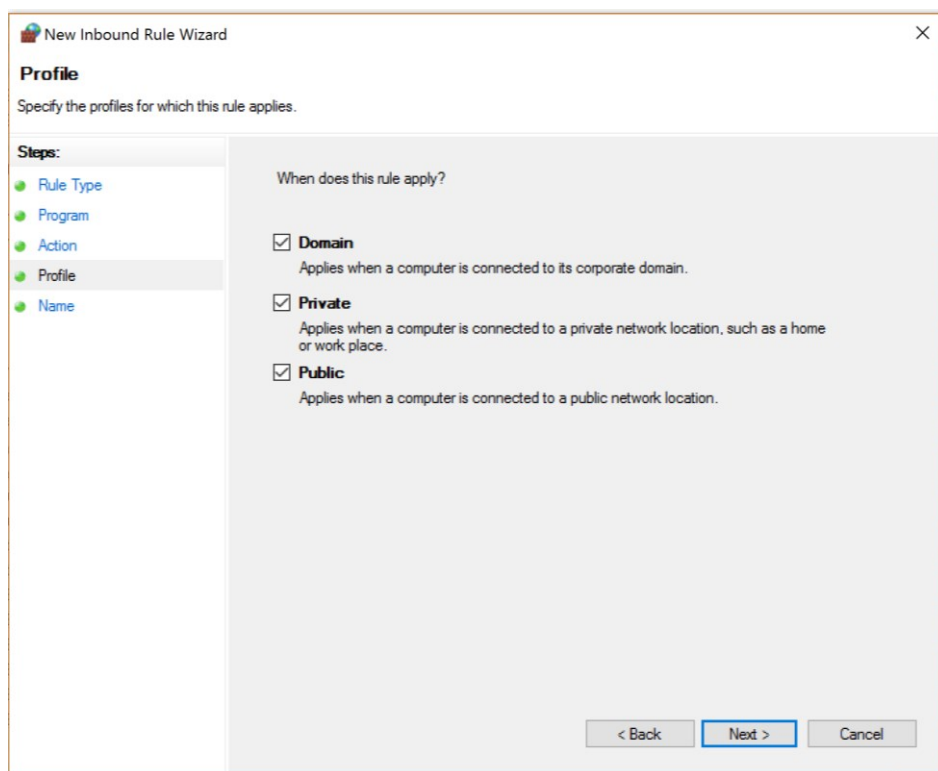 New Inbound Rule Wizard
Profile
Specify the profiles for which this rule applies.
Steps:
Rule Type
Program
Action
Profile
Name
When does this rule apply?
Domain
Applies when a computer is connected to its corporate domain.
Private
Applies when a computer is connected to a private network location, such as a home
or work place.
Public
Applies when a computer is connected to a public network location.
< Back
Next >
Cancel